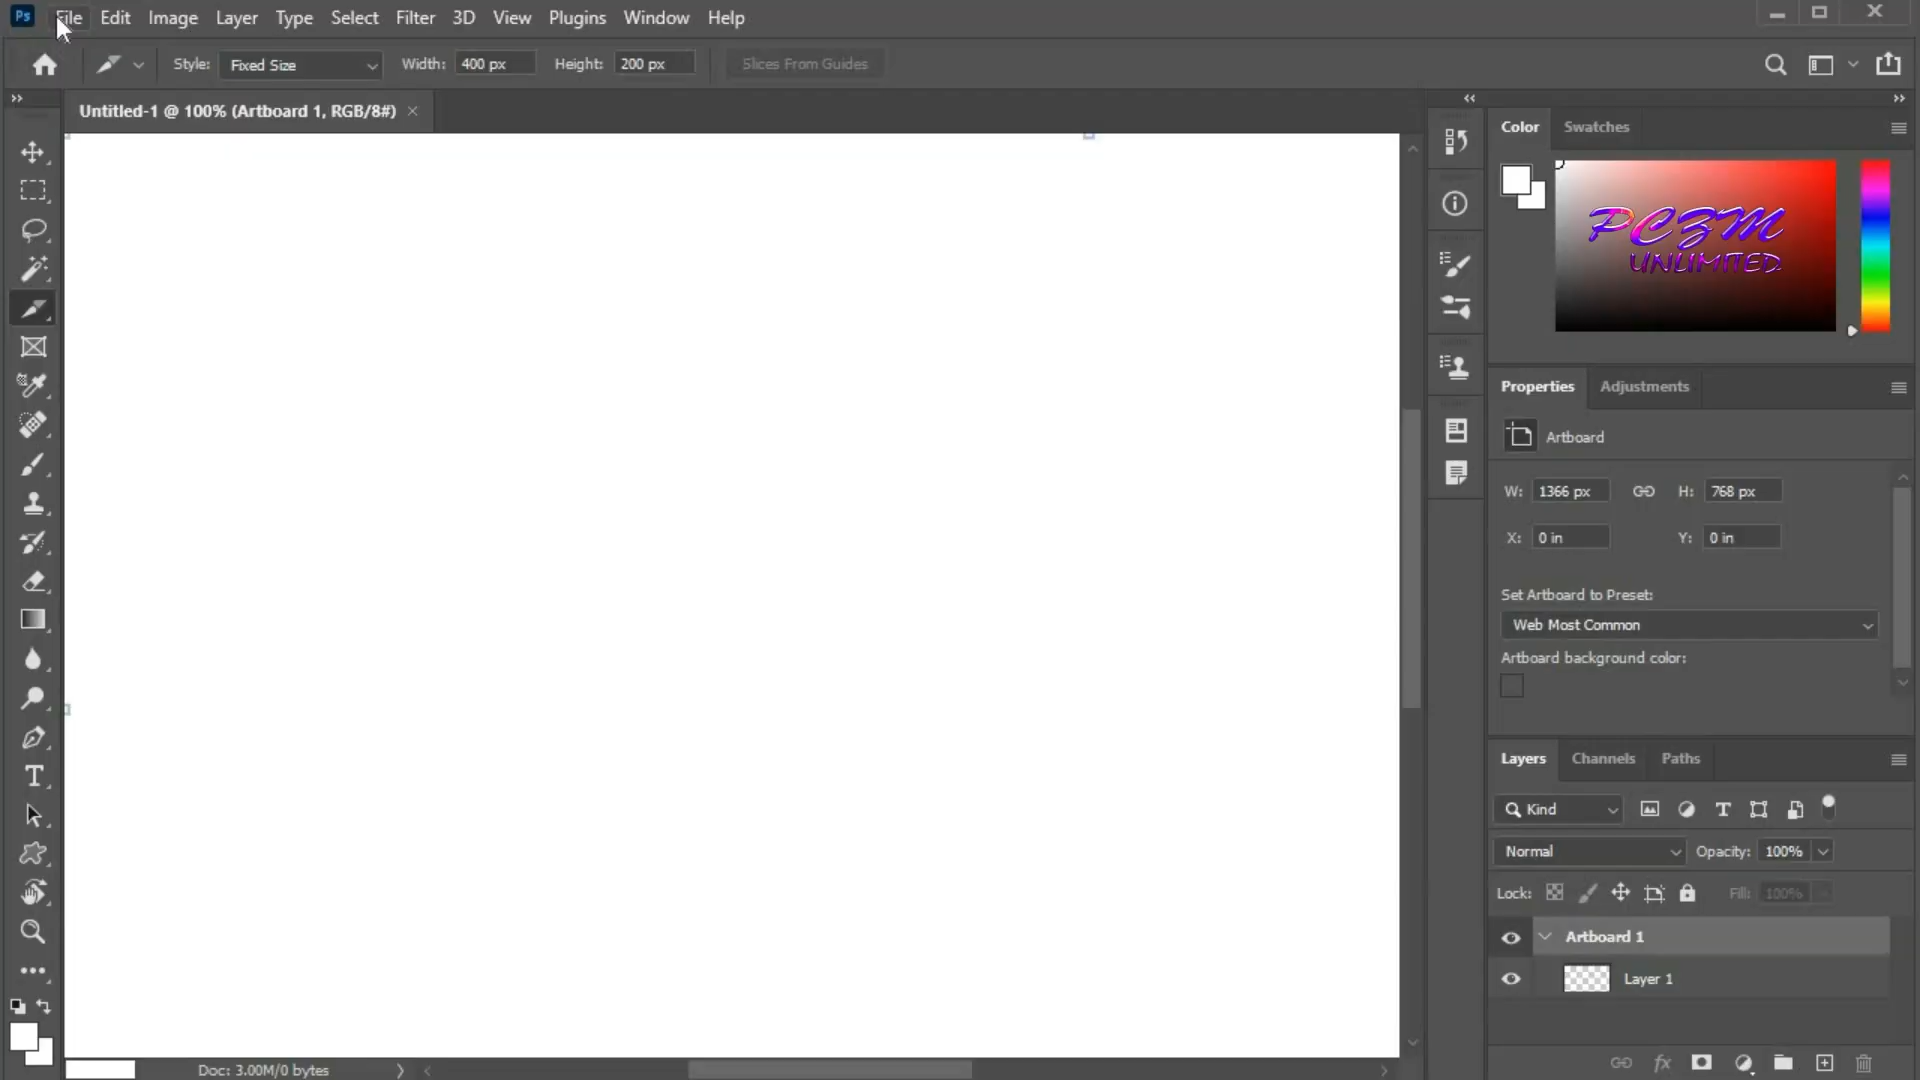 Ps File Edit Image Layer Type Select Filter 3D View Plugins Window Help
Style: Fixed Size Width: 400 px Height: 200 px Slices From Guides
Untitled-1 @ 100% (Artboard 1, RGB/8#)
Color Swatches
PCZM
UNLIMITED
Properties Adjustments
Artboard
W: 1366 px H: 768 px
X: 0 in Y: 0 in
Set Artboard to Preset:
Web Most Common
Artboard background color:
Layers Channels Paths
Kind
Normal Opacity: 100%
Lock: Fill: 100%
Artboard 1
Layer 1
Doc: 3.00M/0 bytes
fx